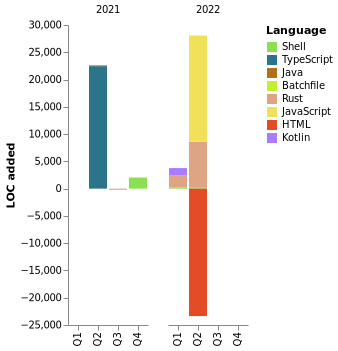 2021
2022
LOC added
30,000
25,000
20,000
15,000
10,000
5,000
0
−5,000
−10,000
−15,000
−20,000
−25,000
Q1
Q2
Q3
Q4
Q1
Q2
Q3
Q4
Language
Shell
TypeScript
Java
Batchfile
Rust
JavaScript
HTML
Kotlin